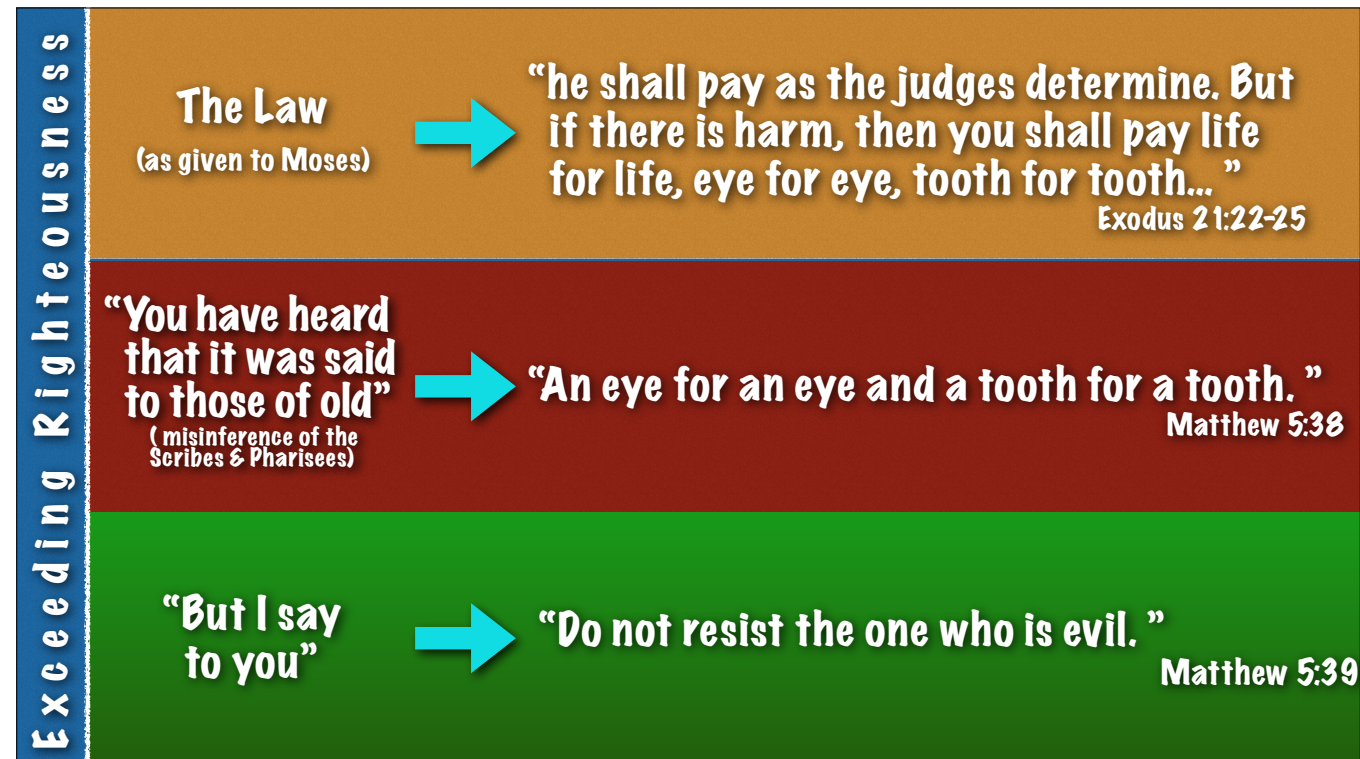 Exceeding Righteousness
The Law
(as given to Moses)
“he shall pay as the judges determine. But
if there is harm, then you shall pay life
for life, eye for eye, tooth for tooth... ”
Exodus 21:22-25
“You have heard
that it was said
to those of old”
( misinference of the
Scribes & Pharisees)
“An eye for an eye and a tooth for a tooth. ”
Matthew 5:38
“But I say
to you”
“Do not resist the one who is evil. ”
Matthew 5:39